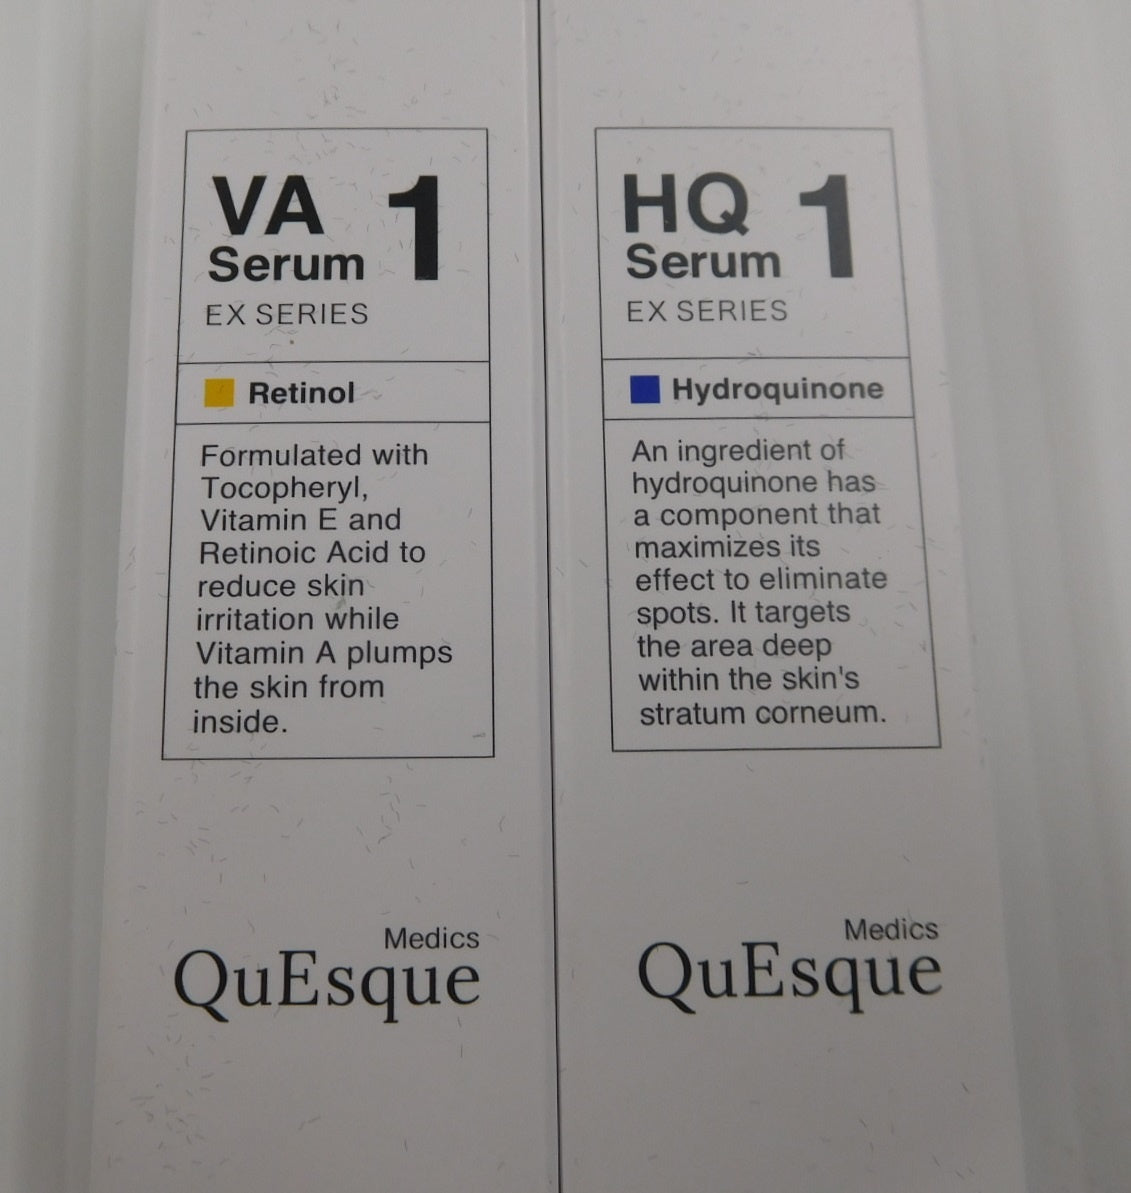 VA 1
Serum
EX SERIES
Retinol
Formulated with
Tocopheryl,
Vitamin E and
Retinoic Acid to
reduce skin
irritation while
Vitamin A plumps
the skin from
inside.
Medics
QuEsque
HQ 1
Serum
EX SERIES
Hydroquinone
An ingredient of
hydroquinone has
a component that
maximizes its
effect to eliminate
spots. It targets
the area deep
within the skin's
stratum corneum.
Medics
QuEsque